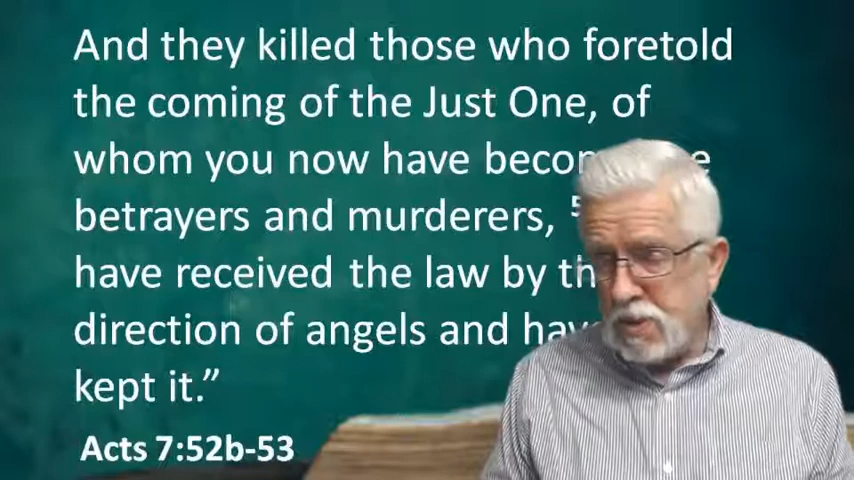 And they killed those who foretold
the coming of the Just One, of
whom you now have
betrayers and murderers,
have received the law by
direction of angels and
kept it.”
Acts 7:52b-53